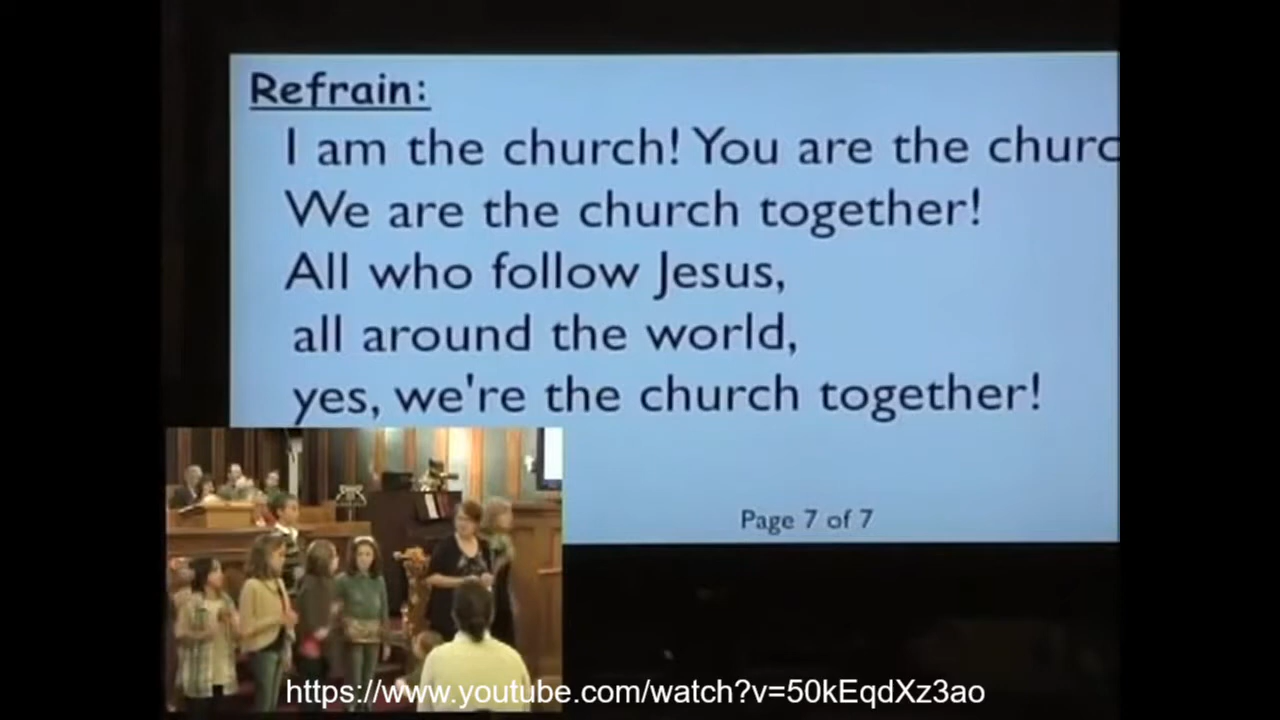 Refrain:
I am the church! You are the churc
We are the church together!
All who follow Jesus,
all around the world,
yes, we're the church together!
Page 7 of 7
https://www.youtube.com/watch?v=50kEqdXz3ao